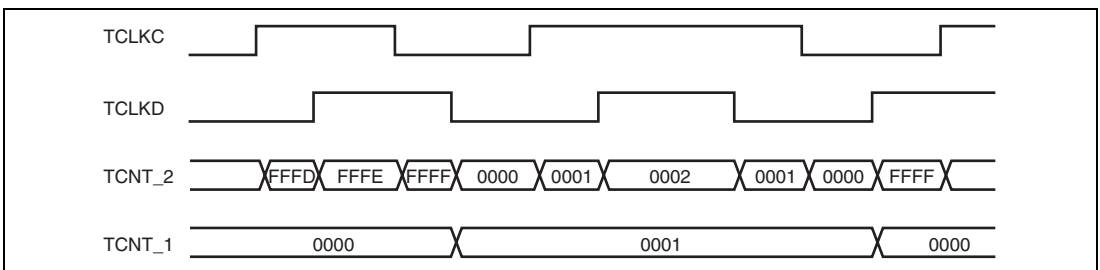 TCLKC
TCLKD
TCNT_2 FFFD FFFE FFFF 0000 0001 0002 0001 0000 FFFF
TCNT_1 0000 0001 0000